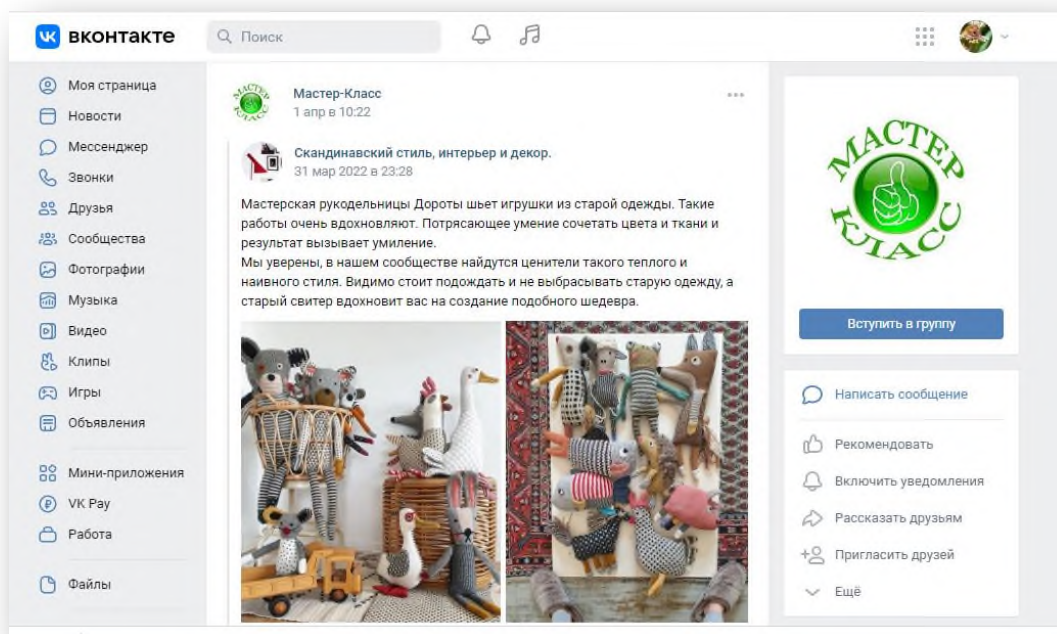 вконтакте
Поиск
Моя страница
Новости
Мессенджер
Звонки
Друзья
Сообщества
Фотографии
Музыка
Видео
Клипы
Игры
Объявления
Мини-приложения
VK Pay
Работа
Файлы
Мастер-Класс
1 апр в 10:22
Скандинавский стиль, интерьер и декор.
31 мар 2022 в 23:28
Мастерская рукодельницы Дороты шьет игрушки из старой одежды. Такие
работы очень вдохновляют. Потрясающее умение сочетать цвета и ткани и
результат вызывает умиление.
Мы уверены, в нашем сообществе найдутся ценители такого теплого и
наивного стиля. Видимо стоит подождать и не выбрасывать старую одежду, а
старый свитер вдохновит вас на создание подобного шедевра.
МАСТЕР
КЛАСС
МАСТЕР
КЛАСС
Вступить в группу
Написать сообщение
Рекомендовать
Включить уведомления
Рассказать друзьям
Пригласить друзей
Ещё